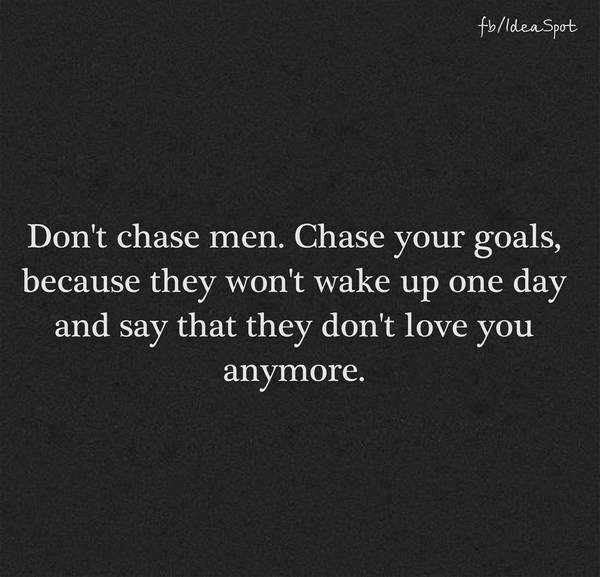 fb/IdeaSpot
Don't chase men. Chase your goals,
because they won't wake up one day
and say that they don't love you
anymore.